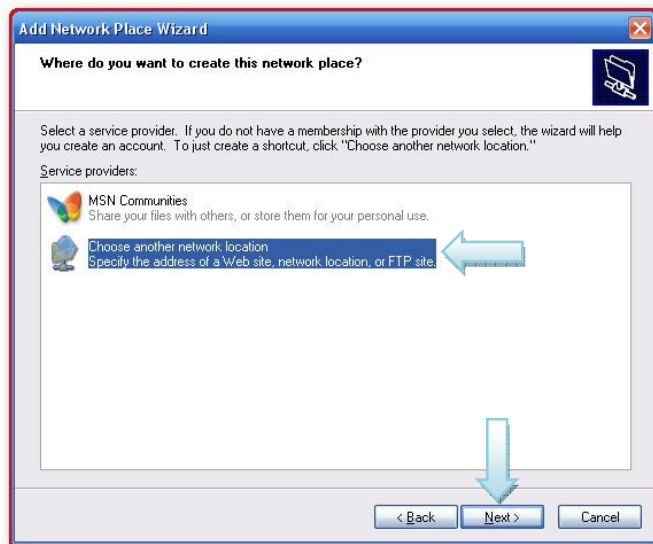 Add Network Place Wizard
Where do you want to create this network place?
Select a service provider. If you do not have a membership with the provider you select, the wizard will help
you create an account. To just create a shortcut, click "Choose another network location."
Service providers:
MSN Communities
Share your files with others, or store them for your personal use.
Choose another network location
Specify the address of a Web site, network location, or FTP site.
< Back Next > Cancel